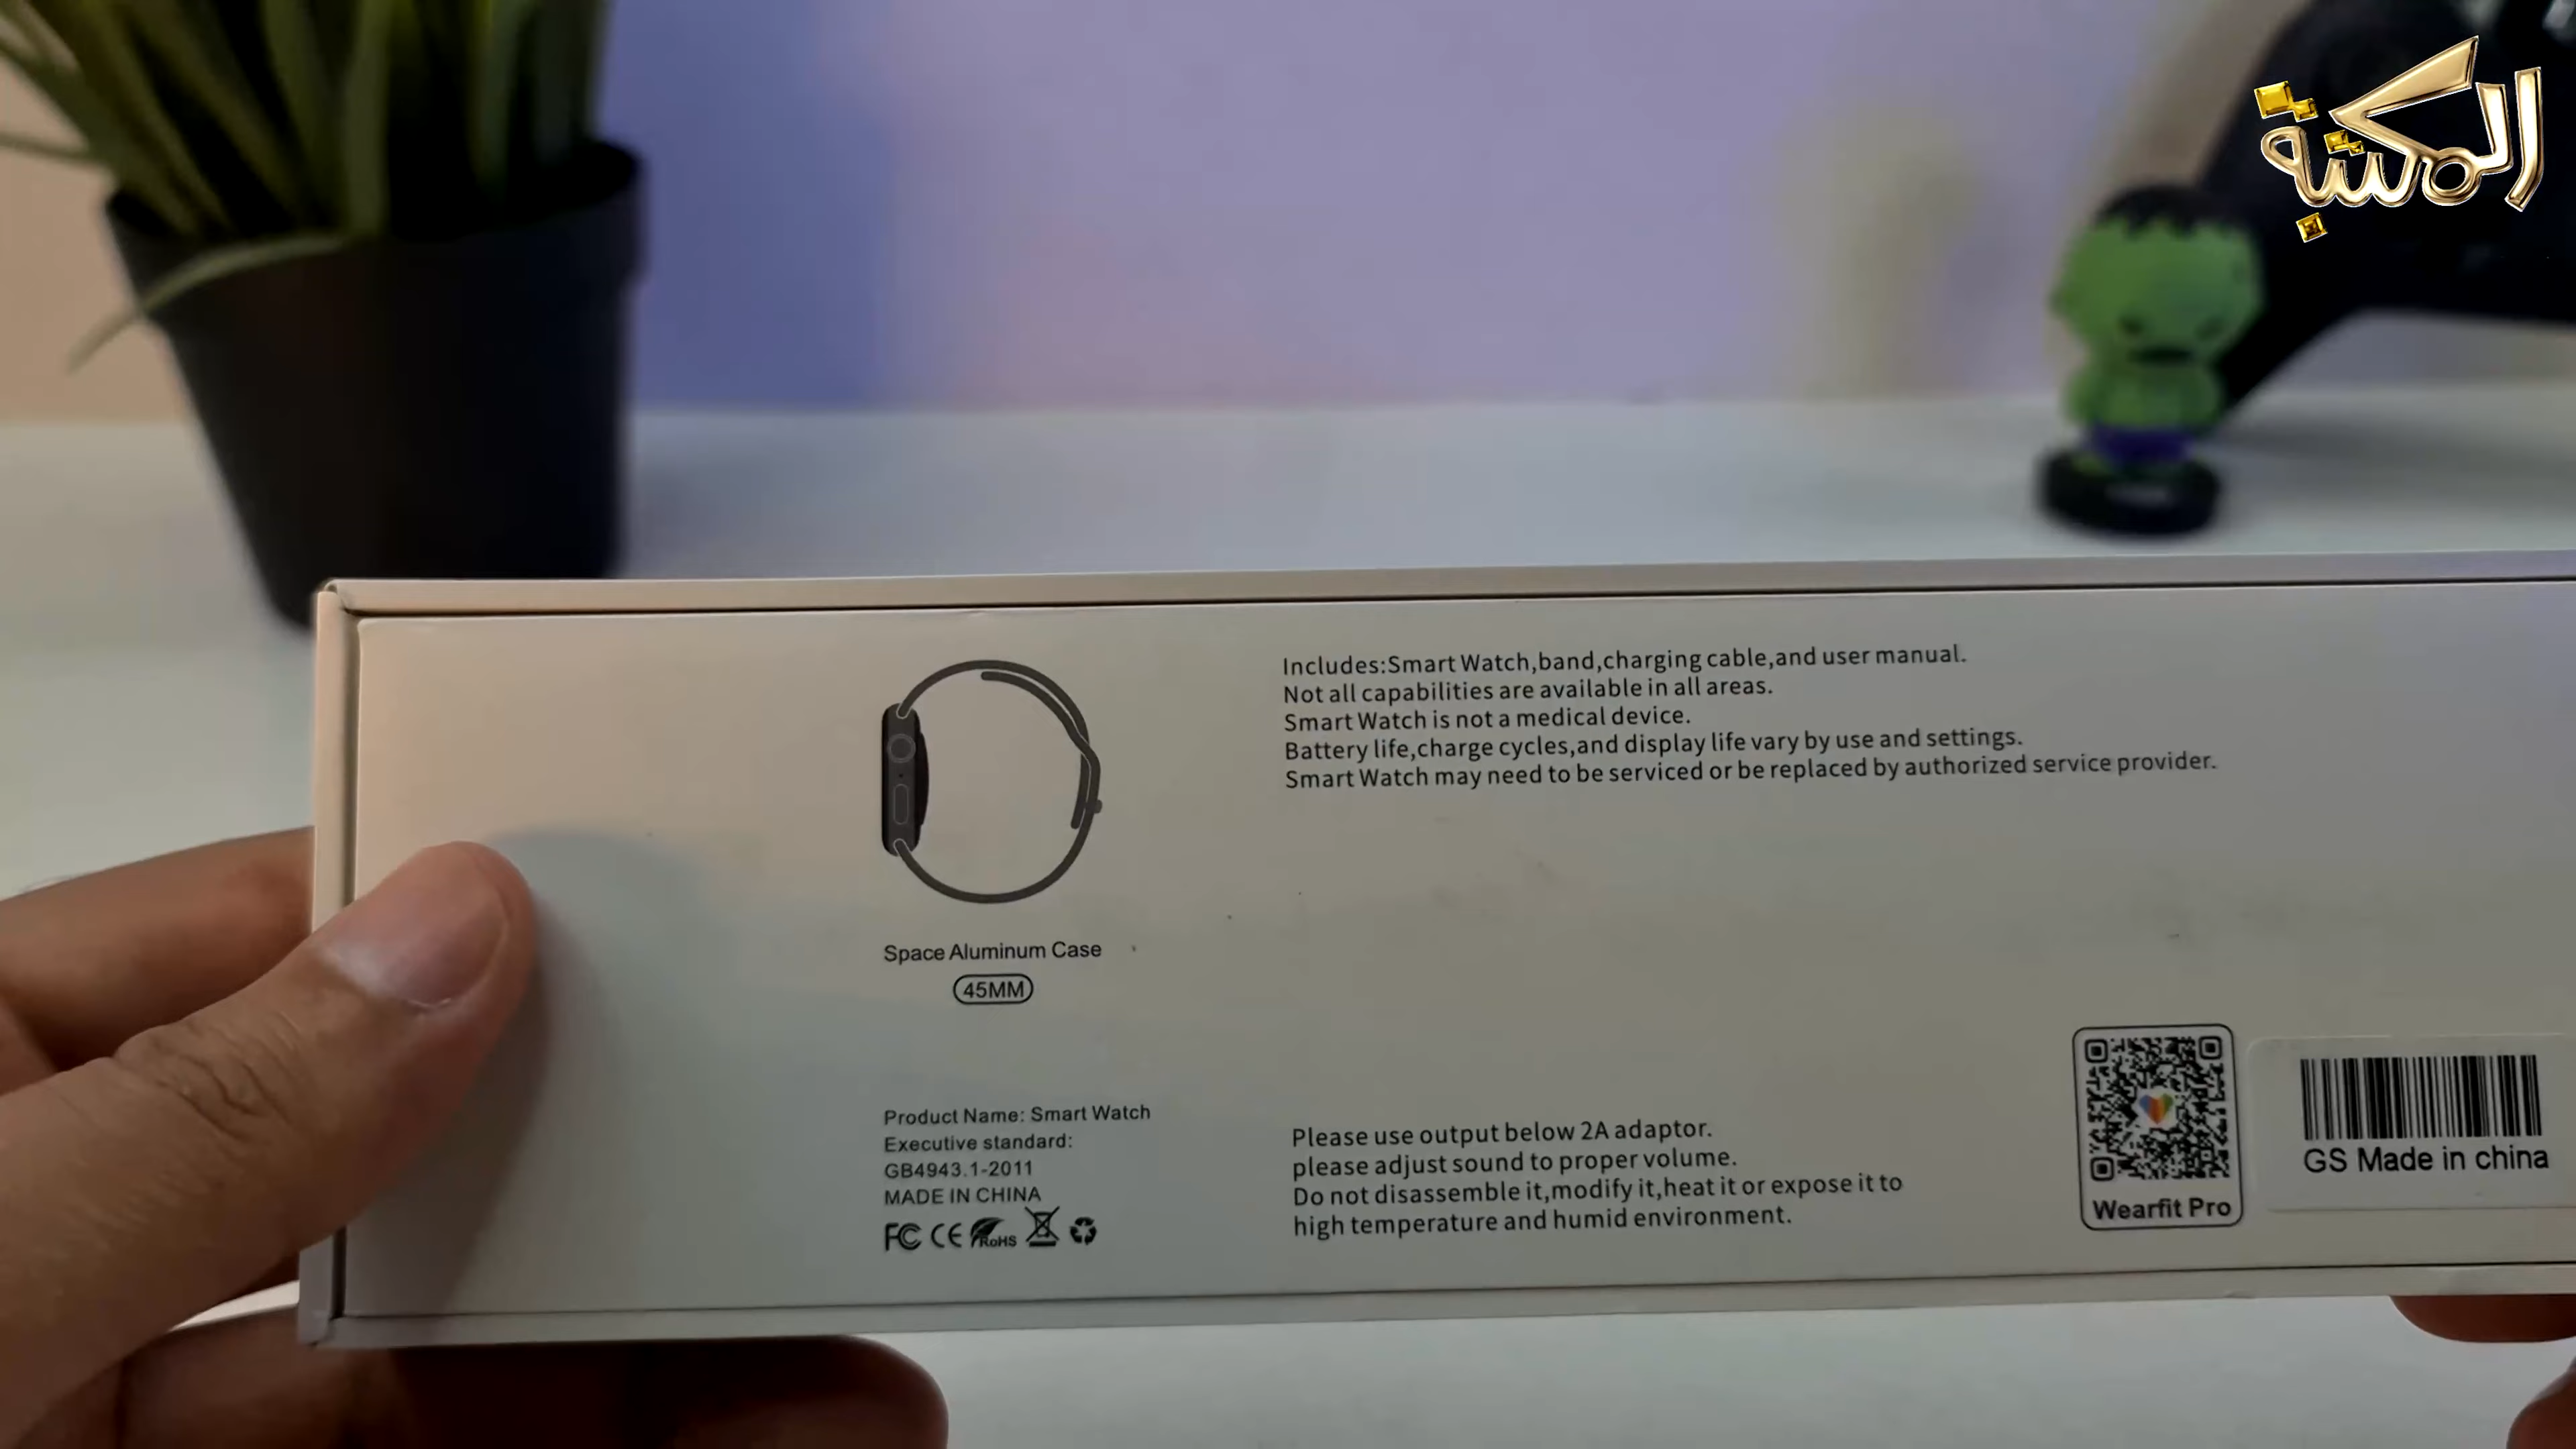 المكتبة
Includes:Smart Watch,band,charging cable,and user manual.
Not all capabilities are available in all areas.
Smart Watch is not a medical device.
Battery life,charge cycles,and display life vary by use and settings.
Smart Watch may need to be serviced or be replaced by authorized service provider.
Space Aluminum Case
45MM
Product Name: Smart Watch
Executive standard:
GB4943.1-2011
MADE IN CHINA
FC CE RoHS
Please use output below 2A adaptor.
please adjust sound to proper volume.
Do not disassemble it,modify it,heat it or expose it to
high temperature and humid environment.
Wearfit Pro
GS Made in china